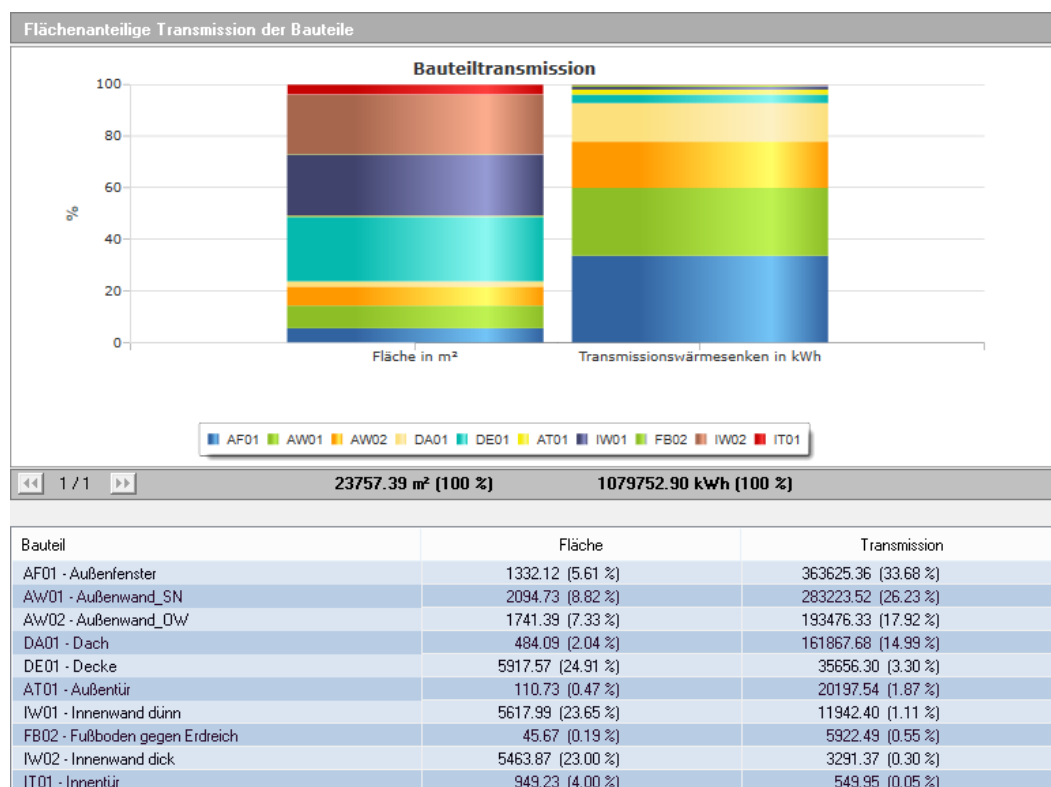 Flächenanteilige Transmission der Bauteile
Bauteiltransmission
100
80
60
40
20
0
%
Fläche in m² Transmissionswärmesenken in kWh
AF01 AW01 AW02 DA01 DE01 AT01 IW01 FB02 IW02 IT01
1 / 1 23757.39 m² (100 %) 1079752.90 kWh (100 %)
Bauteil Fläche Transmission
AF01 - Außenfenster 1332.12 (5.61 %) 363625.36 (33.68 %)
AW01 - Außenwand_SN 2094.73 (8.82 %) 283223.52 (26.23 %)
AW02 - Außenwand_OW 1741.39 (7.33 %) 193476.33 (17.92 %)
DA01 - Dach 484.09 (2.04 %) 161867.68 (14.99 %)
DE01 - Decke 5917.57 (24.91 %) 35656.30 (3.30 %)
AT01 - Außentür 110.73 (0.47 %) 20197.54 (1.87 %)
IW01 - Innenwand dünn 5617.99 (23.65 %) 11942.40 (1.11 %)
FB02 - Fußboden gegen Erdreich 45.67 (0.19 %) 5922.49 (0.55 %)
IW02 - Innenwand dick 5463.87 (23.00 %) 3291.37 (0.30 %)
IT01 - Innentür 949.23 (4.00 %) 549.95 (0.05 %)